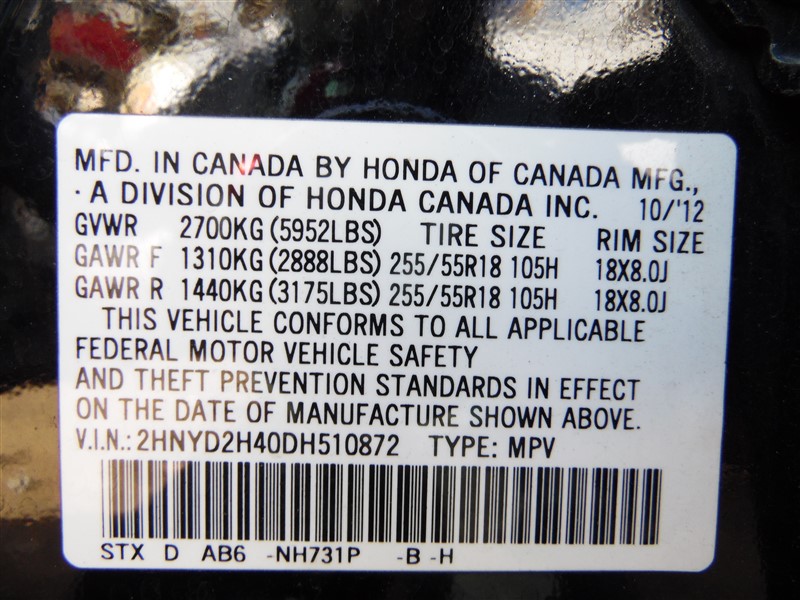 MFD. IN CANADA BY HONDA OF CANADA MFG.,
· A DIVISION OF HONDA CANADA INC. 10/'12
GVWR 2700KG (5952LBS) TIRE SIZE RIM SIZE
GAWR F 1310KG (2888LBS) 255/55R18 105H 18X8.0J
GAWR R 1440KG (3175LBS) 255/55R18 105H 18X8.0J
THIS VEHICLE CONFORMS TO ALL APPLICABLE
FEDERAL MOTOR VEHICLE SAFETY
AND THEFT PREVENTION STANDARDS IN EFFECT
ON THE DATE OF MANUFACTURE SHOWN ABOVE.
V.I.N.: 2HNYD2H40DH510872 TYPE: MPV
STX D AB6 -NH731P -B -H